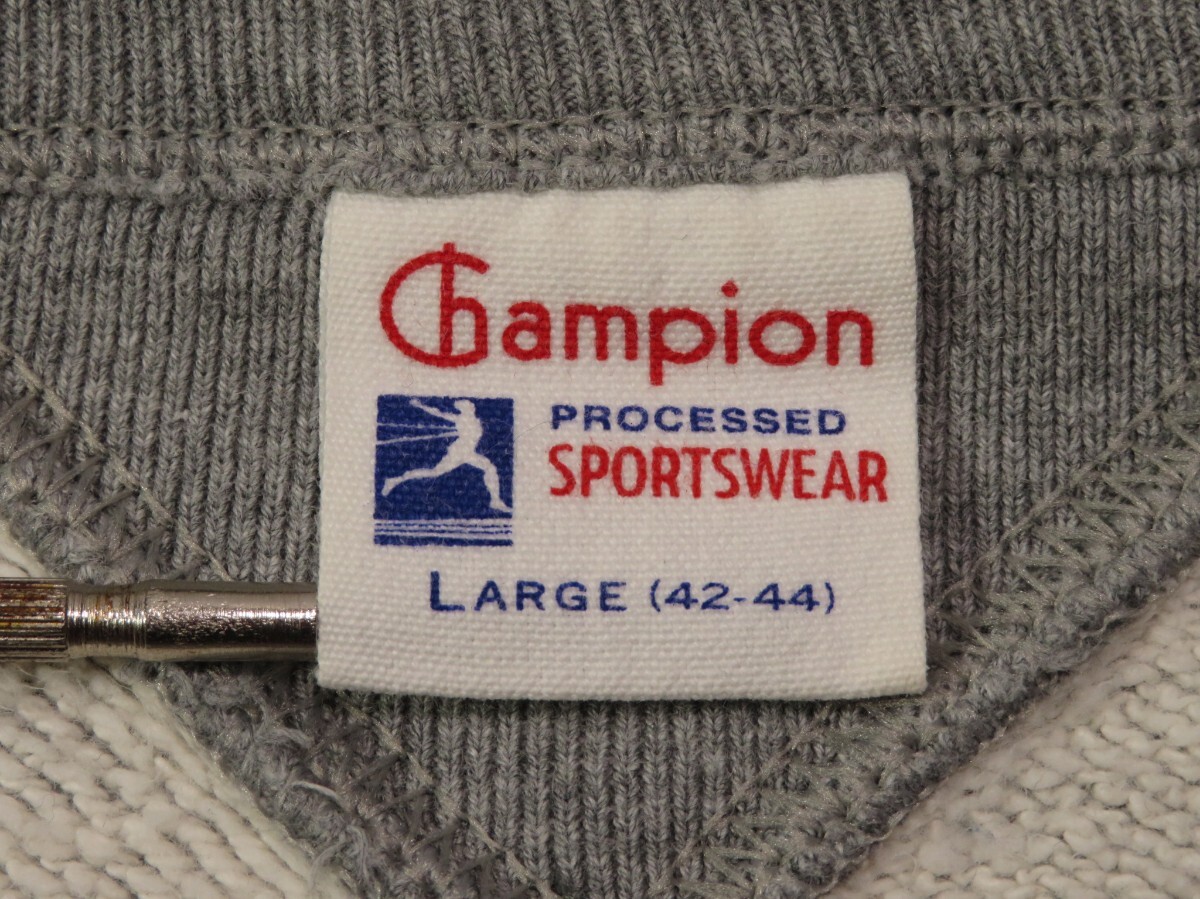 Champion
PROCESSED
SPORTSWEAR
LARGE (42-44)